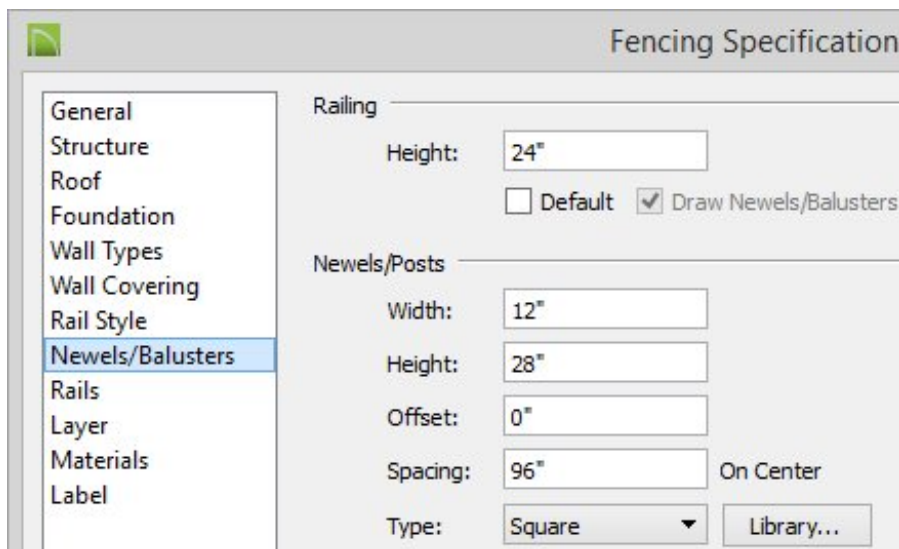 Fencing Specification
General
Structure
Roof
Foundation
Wall Types
Wall Covering
Rail Style
Newels/Balusters
Rails
Layer
Materials
Label
Railing
Height: 24"
Default Draw Newels/Balusters
Newels/Posts
Width: 12"
Height: 28"
Offset: 0"
Spacing: 96" On Center
Type: Square Library...